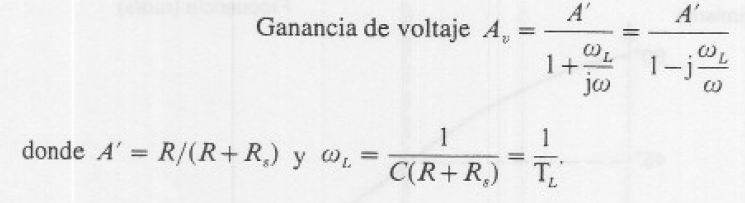 Ganancia de voltaje A_v = A′ / (1 + ω_L / jω) = A′ / (1 − j ω_L / ω)
donde A′ = R/(R + R_s) y ω_L = 1 / C(R + R_s) = 1 / T_L.